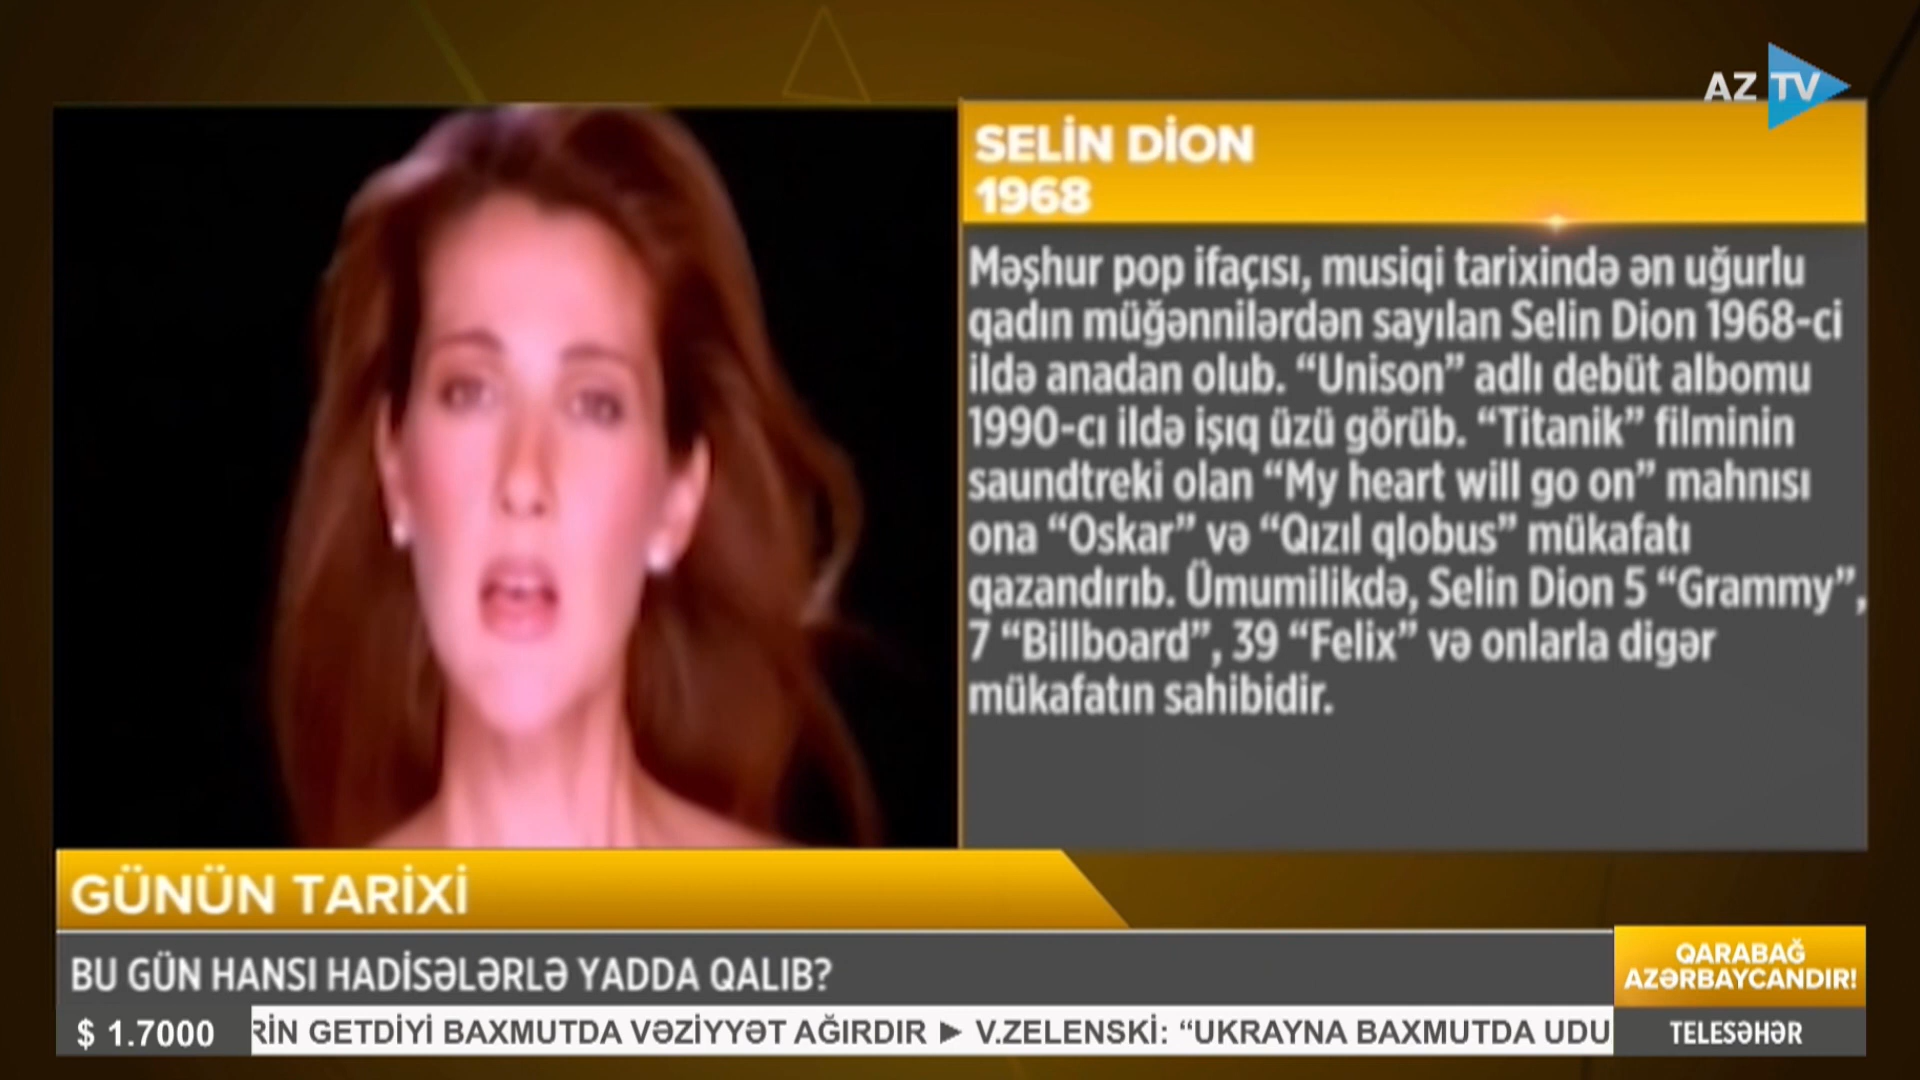 AZ TV
SELİN DİON
1968
Məşhur pop ifaçısı, musiqi tarixində ən uğurlu
qadın müğənnilərdən sayılan Selin Dion 1968-ci
ildə anadan olub. “Unison” adlı debüt albomu
1990-cı ildə işıq üzü görüb. “Titanik” filminin
saundtreki olan “My heart will go on” mahnısı
ona “Oskar” və “Qızıl qlobus” mükafatı
qazandırıb. Ümumilikdə, Selin Dion 5 “Grammy”,
7 “Billboard”, 39 “Felix” və onlarla digər
mükafatın sahibidir.
GÜNÜN TARİXİ
BU GÜN HANSI HADİSƏLƏRLƏ YADDA QALIB?
QARABAĞ
AZƏRBAYCANDIR!
$ 1.7000
RİN GETDİYİ BAXMUTDA VƏZİYYƏT AĞIRDIR ► V.ZELENSKİ: “UKRAYNA BAXMUTDA UDU
TELESƏHƏR